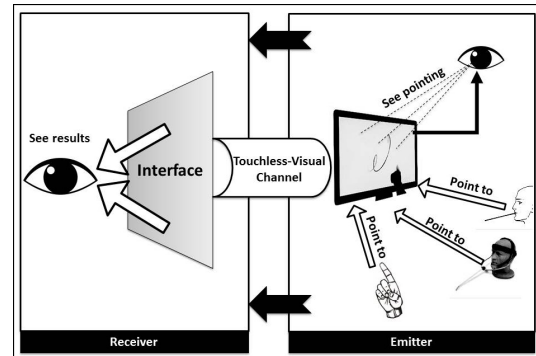 See results
Interface
Touchless-Visual
Channel
See pointing
Point to
Point to
Point to
Receiver
Emitter